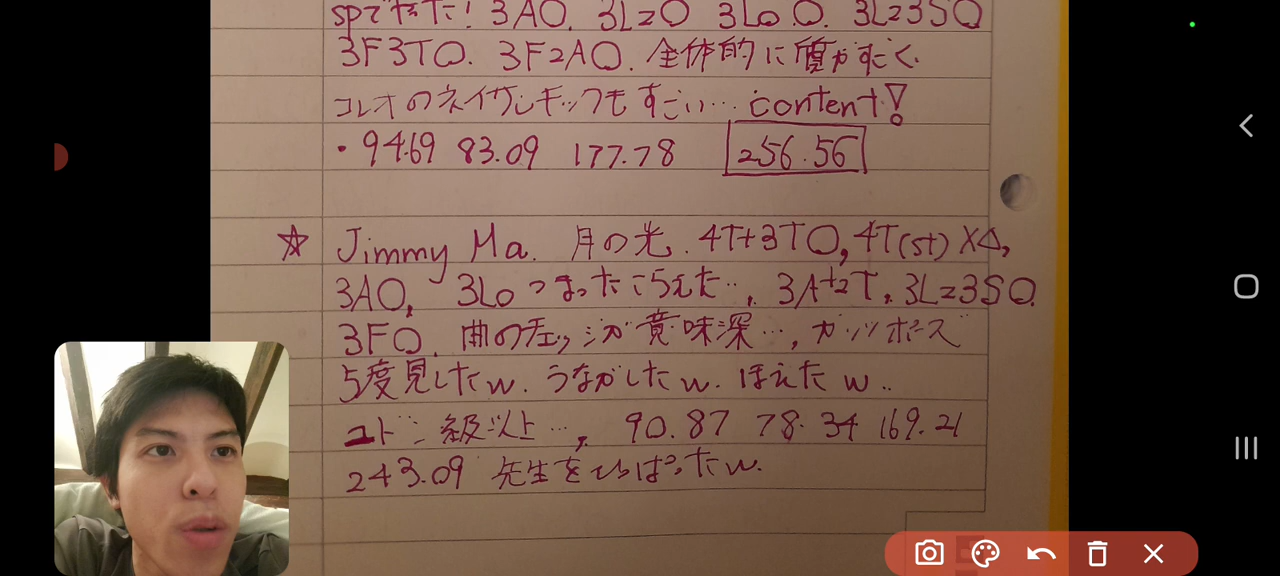 spでやった! 3AO. 3LzO 3LoO. 3Lz3SO
3F3TO. 3F2AO. 全体的に質がすごく.
コレオのネイサンキックもすごい… content!
・94.69 83.09 177.78 256.56
☆ Jimmy Ma. 月の光. 4T+3TO, 4T(st)X△,
3AO, 3Loつまったこらえた…, 3A+2T, 3Lz3SO.
3FO. 曲のチェッジが意味深…, ガッツポーズ
5度見したw. うながしたw. ほえたw..
コトン級以上…, 90.87 78.34 169.21
243.09 先生をひっぱったw.